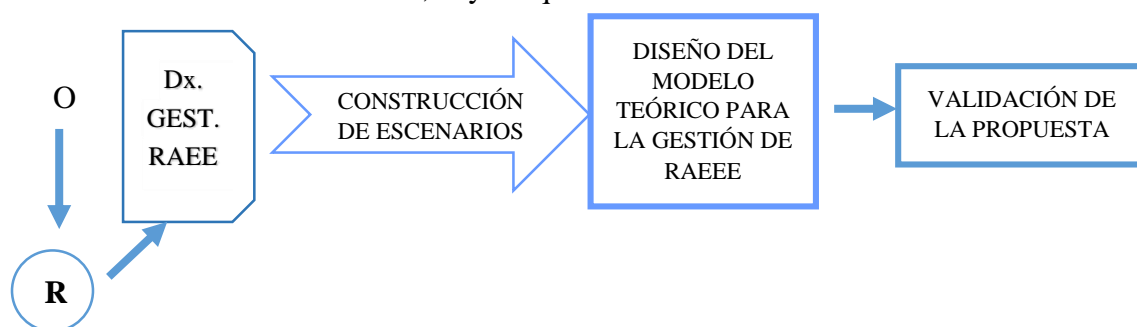 O
R
Dx.
GEST.
RAEE
CONSTRUCCIÓN
DE ESCENARIOS
DISEÑO DEL
MODELO
TEÓRICO PARA
LA GESTIÓN DE
RAEEE
VALIDACIÓN DE
LA PROPUESTA